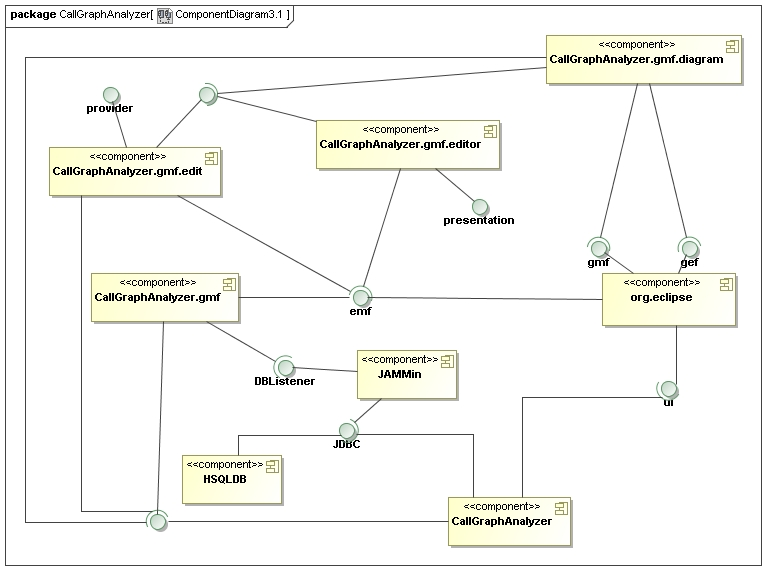 package CallGraphAnalyzer[ ComponentDiagram3.1 ]
<<component>>
CallGraphAnalyzer.gmf.diagram
provider
<<component>>
CallGraphAnalyzer.gmf.editor
<<component>>
CallGraphAnalyzer.gmf.edit
presentation
gmf
gef
<<component>>
CallGraphAnalyzer.gmf
emf
<<component>>
org.eclipse
DBListener
<<component>>
JAMMin
ui
JDBC
<<component>>
HSQLDB
<<component>>
CallGraphAnalyzer